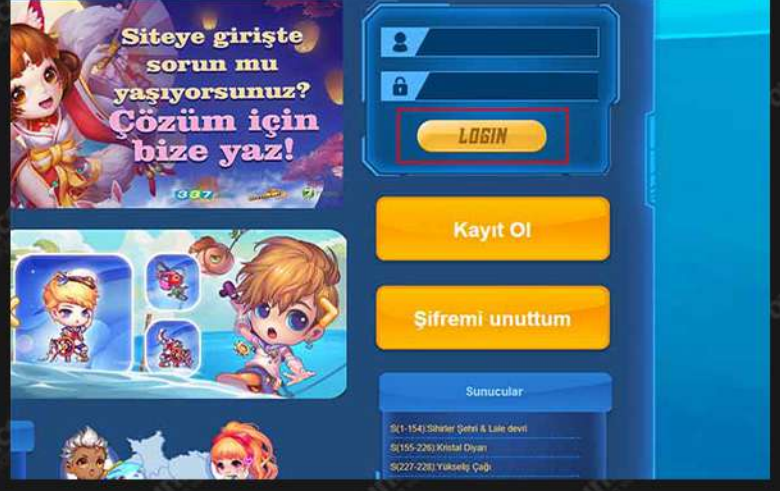 Siteye girişte
sorun mu
yaşıyorsunuz?
Çözüm için
bize yaz!
337
LOGIN
Kayıt Ol
Şifremi unuttum
Sunucular
S(1-154):Sihirler Şehri & Lale devri
S(155-226):Kristal Diyarı
S(227-228):Yükseliş Çağı